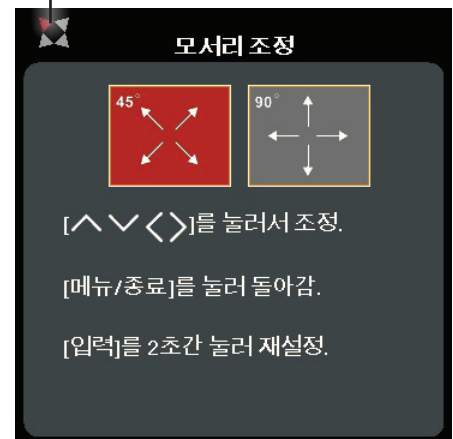 모서리 조정
45° 90°
[∧∨<>]를 눌러서 조정.
[메뉴/종료]를 눌러 돌아감.
[입력]를 2초간 눌러 재설정.